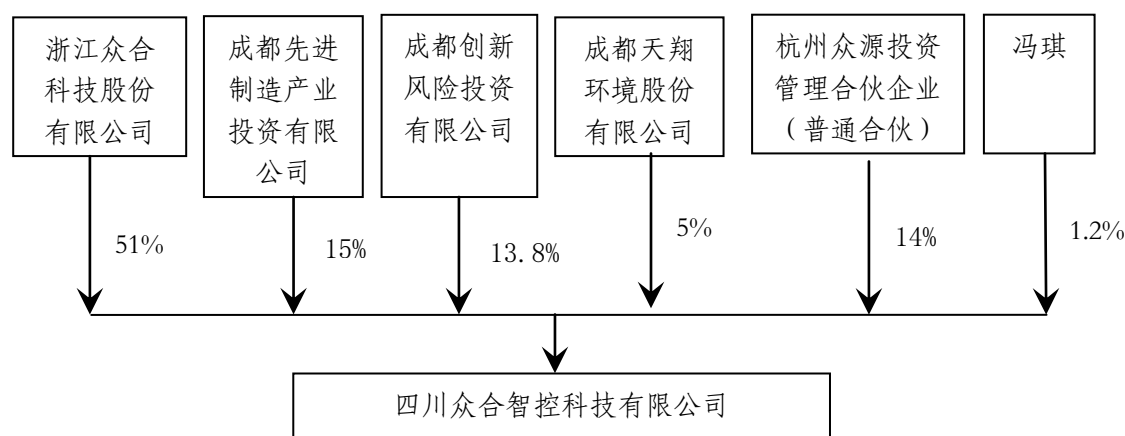 浙江众合
科技股份
有限公司
成都先进
制造产业
投资有限
公司
成都创新
风险投资
有限公司
成都天翔
环境股份
有限公司
杭州众源投资
管理合伙企业
（普通合伙）
冯琪
51%
15%
13.8%
5%
14%
1.2%
四川众合智控科技有限公司